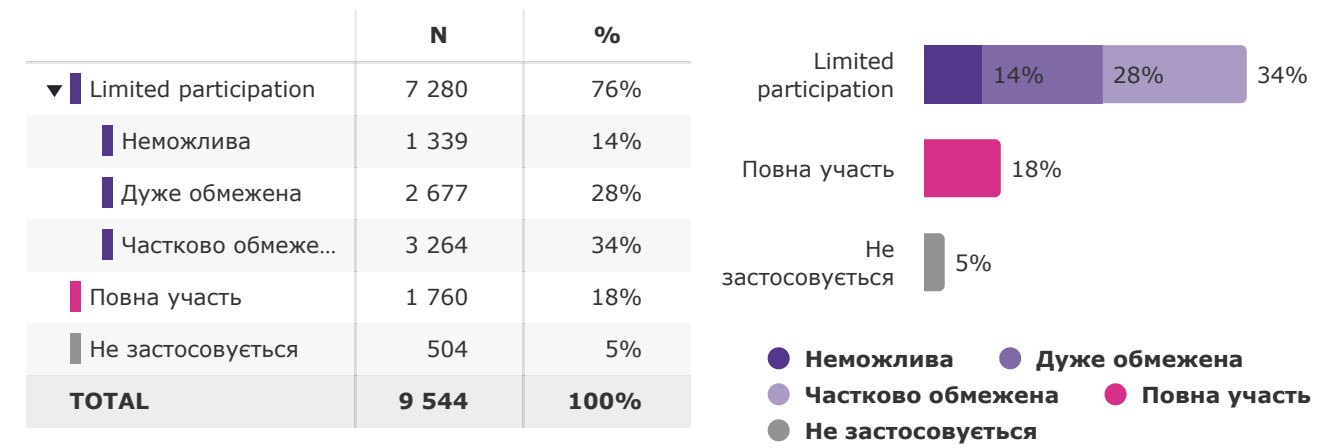 N %
▼ Limited participation 7 280 76%
Неможлива 1 339 14%
Дуже обмежена 2 677 28%
Частково обмеже... 3 264 34%
Повна участь 1 760 18%
Не застосовується 504 5%
TOTAL 9 544 100%
Limited
participation
14% 28% 34%
Повна участь 18%
Не
застосовується
5%
Неможлива Дуже обмежена
Частково обмежена Повна участь
Не застосовується